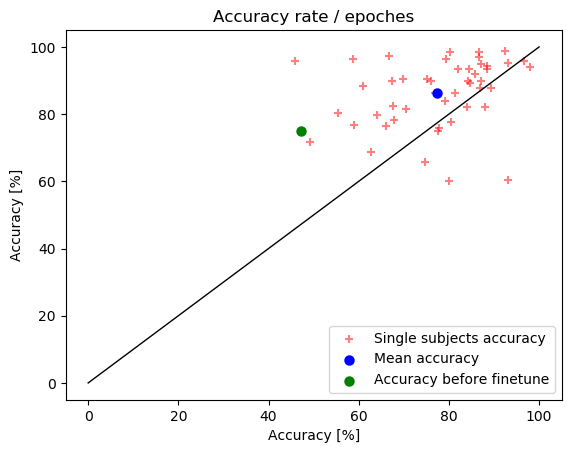 Accuracy rate / epoches
100
80
60
40
20
0
Accuracy [%]
Single subjects accuracy
Mean accuracy
Accuracy before finetune
0
20
40
60
80
100
Accuracy [%]